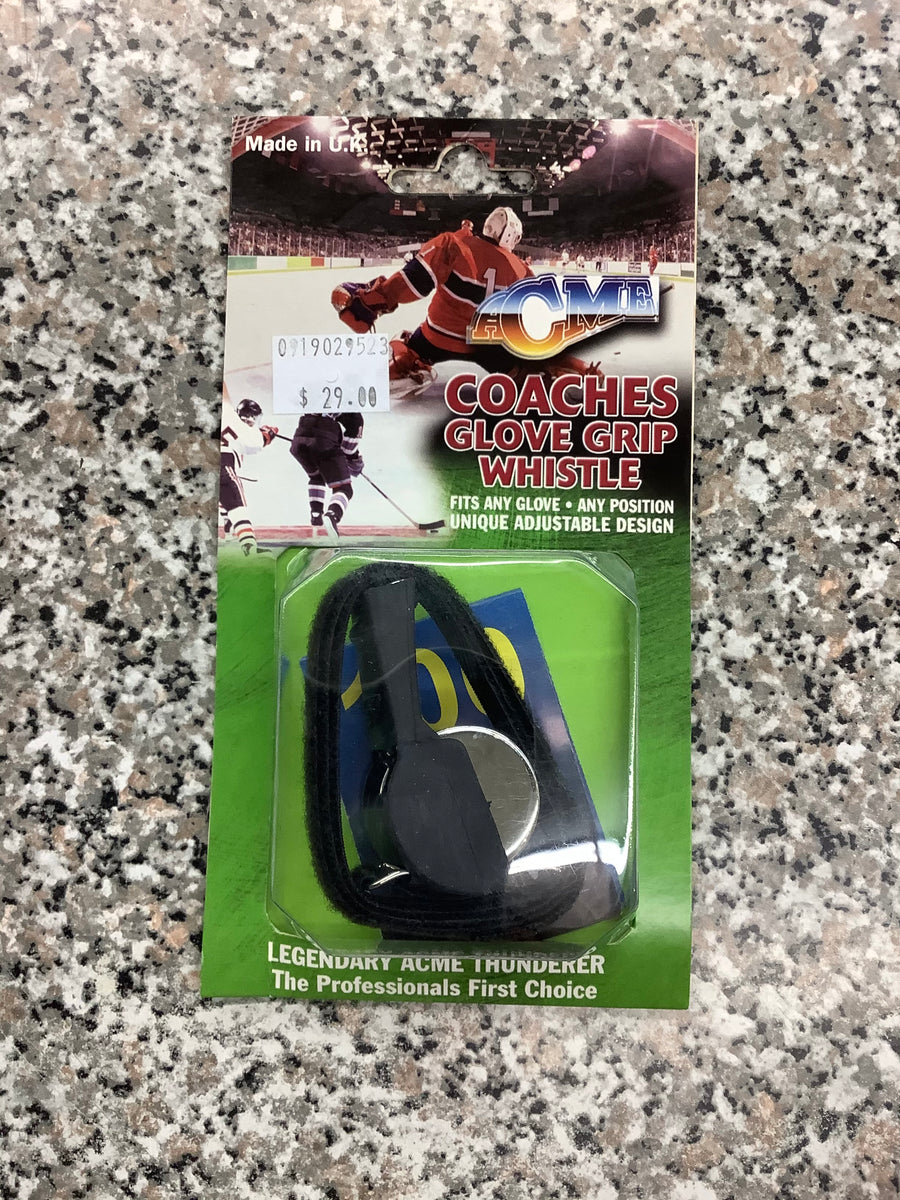 Made in U.K.
1
ACME
0919029523
$ 29.00
COACHES
GLOVE GRIP
WHISTLE
FITS ANY GLOVE • ANY POSITION
UNIQUE ADJUSTABLE DESIGN
LEGENDARY ACME THUNDERER
The Professionals First Choice